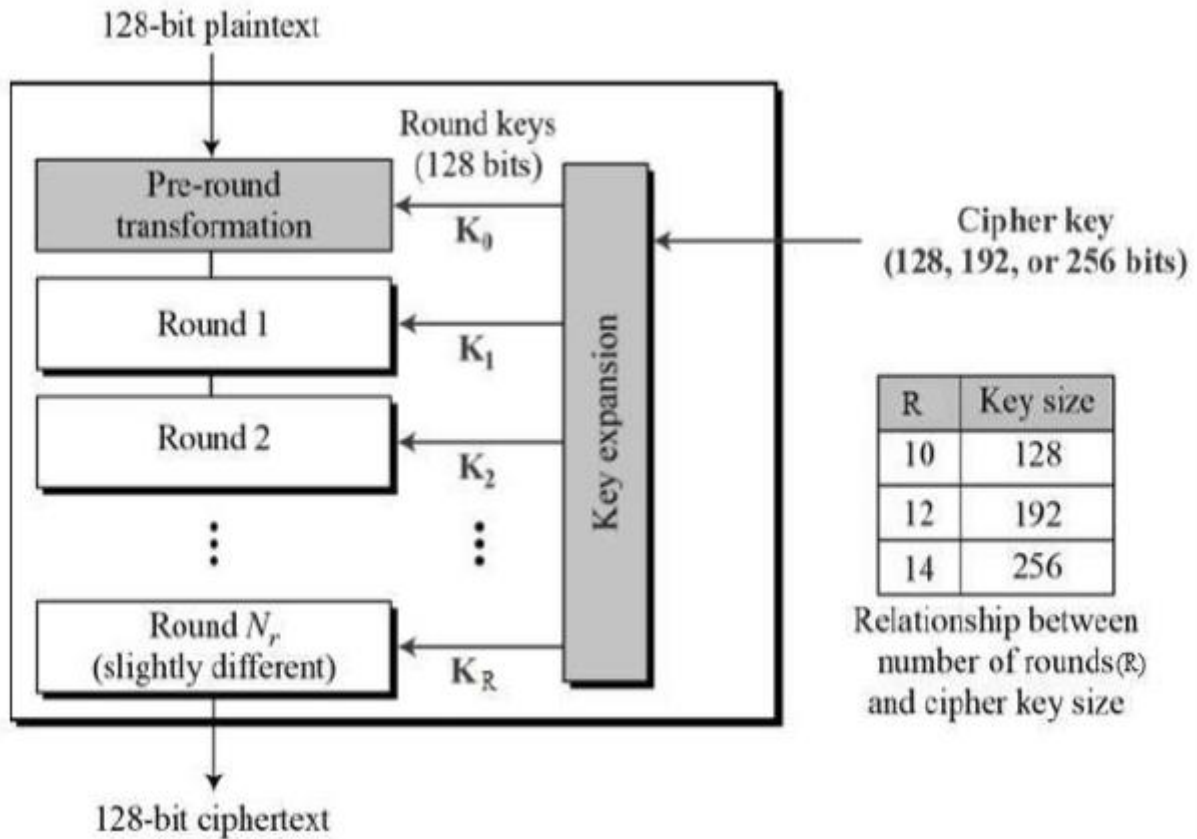 128-bit plaintext
Round keys
(128 bits)
Pre-round
transformation
K0
Cipher key
(128, 192, or 256 bits)
Round 1
K1
Round 2
K2
Key expansion
R Key size
10 128
12 192
14 256
Round Nr
(slightly different)
KR
Relationship between
number of rounds(R)
and cipher key size
128-bit ciphertext